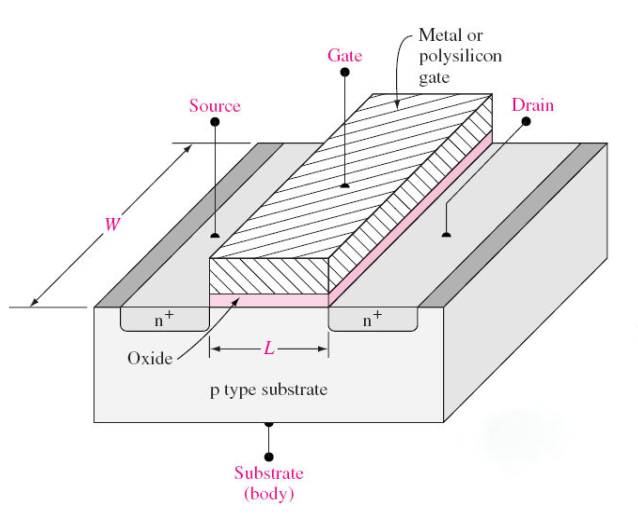 Metal or
polysilicon
gate
Gate
Source
Drain
W
n+
n+
Oxide
L
p type substrate
Substrate
(body)